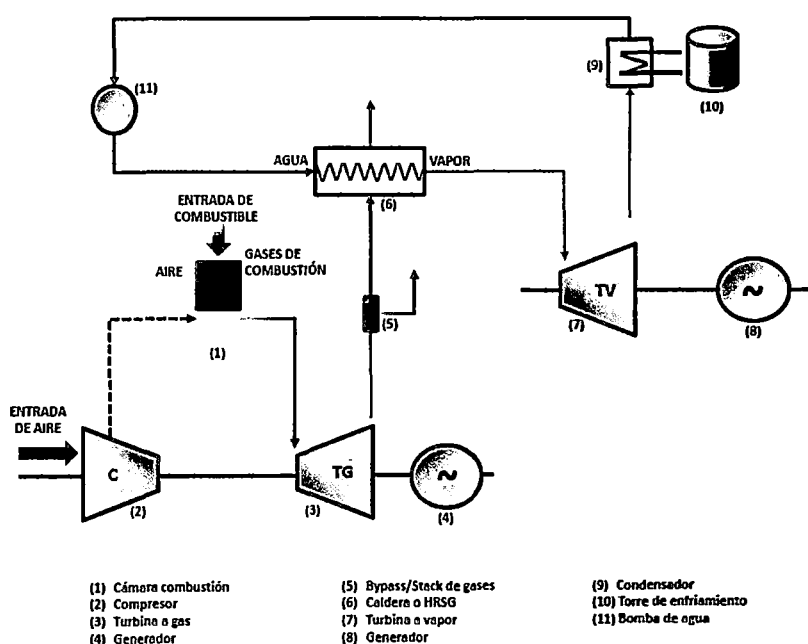 (9)
(10)
(11)
AGUA
VAPOR
(6)
ENTRADA DE
COMBUSTIBLE
GASES DE
COMBUSTIÓN
AIRE
(1)
(5)
TV
~
(7)
(8)
ENTRADA
DE AIRE
C
TG
~
(2)
(3)
(4)
(1) Cámara combustión
(2) Compresor
(3) Turbina a gas
(4) Generador
(5) Bypass/Stack de gases
(6) Caldera o HRSG
(7) Turbina a vapor
(8) Generador
(9) Condensador
(10) Torre de enfriamiento
(11) Bomba de agua